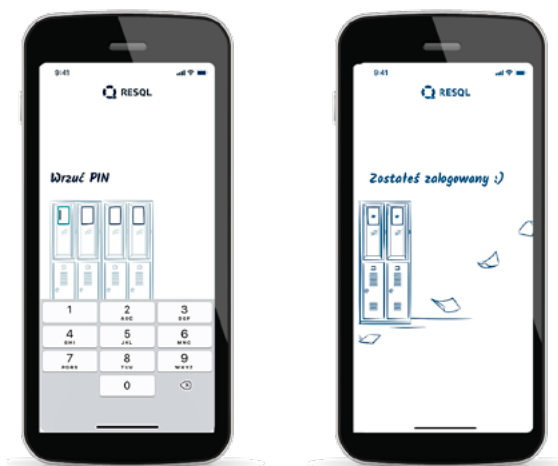 9:41
RESQL
Wrzuć PIN
1
2
ABC
3
DEF
4
GHI
5
JKL
6
MNO
7
PQRS
8
TUV
9
WXYZ
0
9:41
RESQL
Zostałeś zalogowany :)